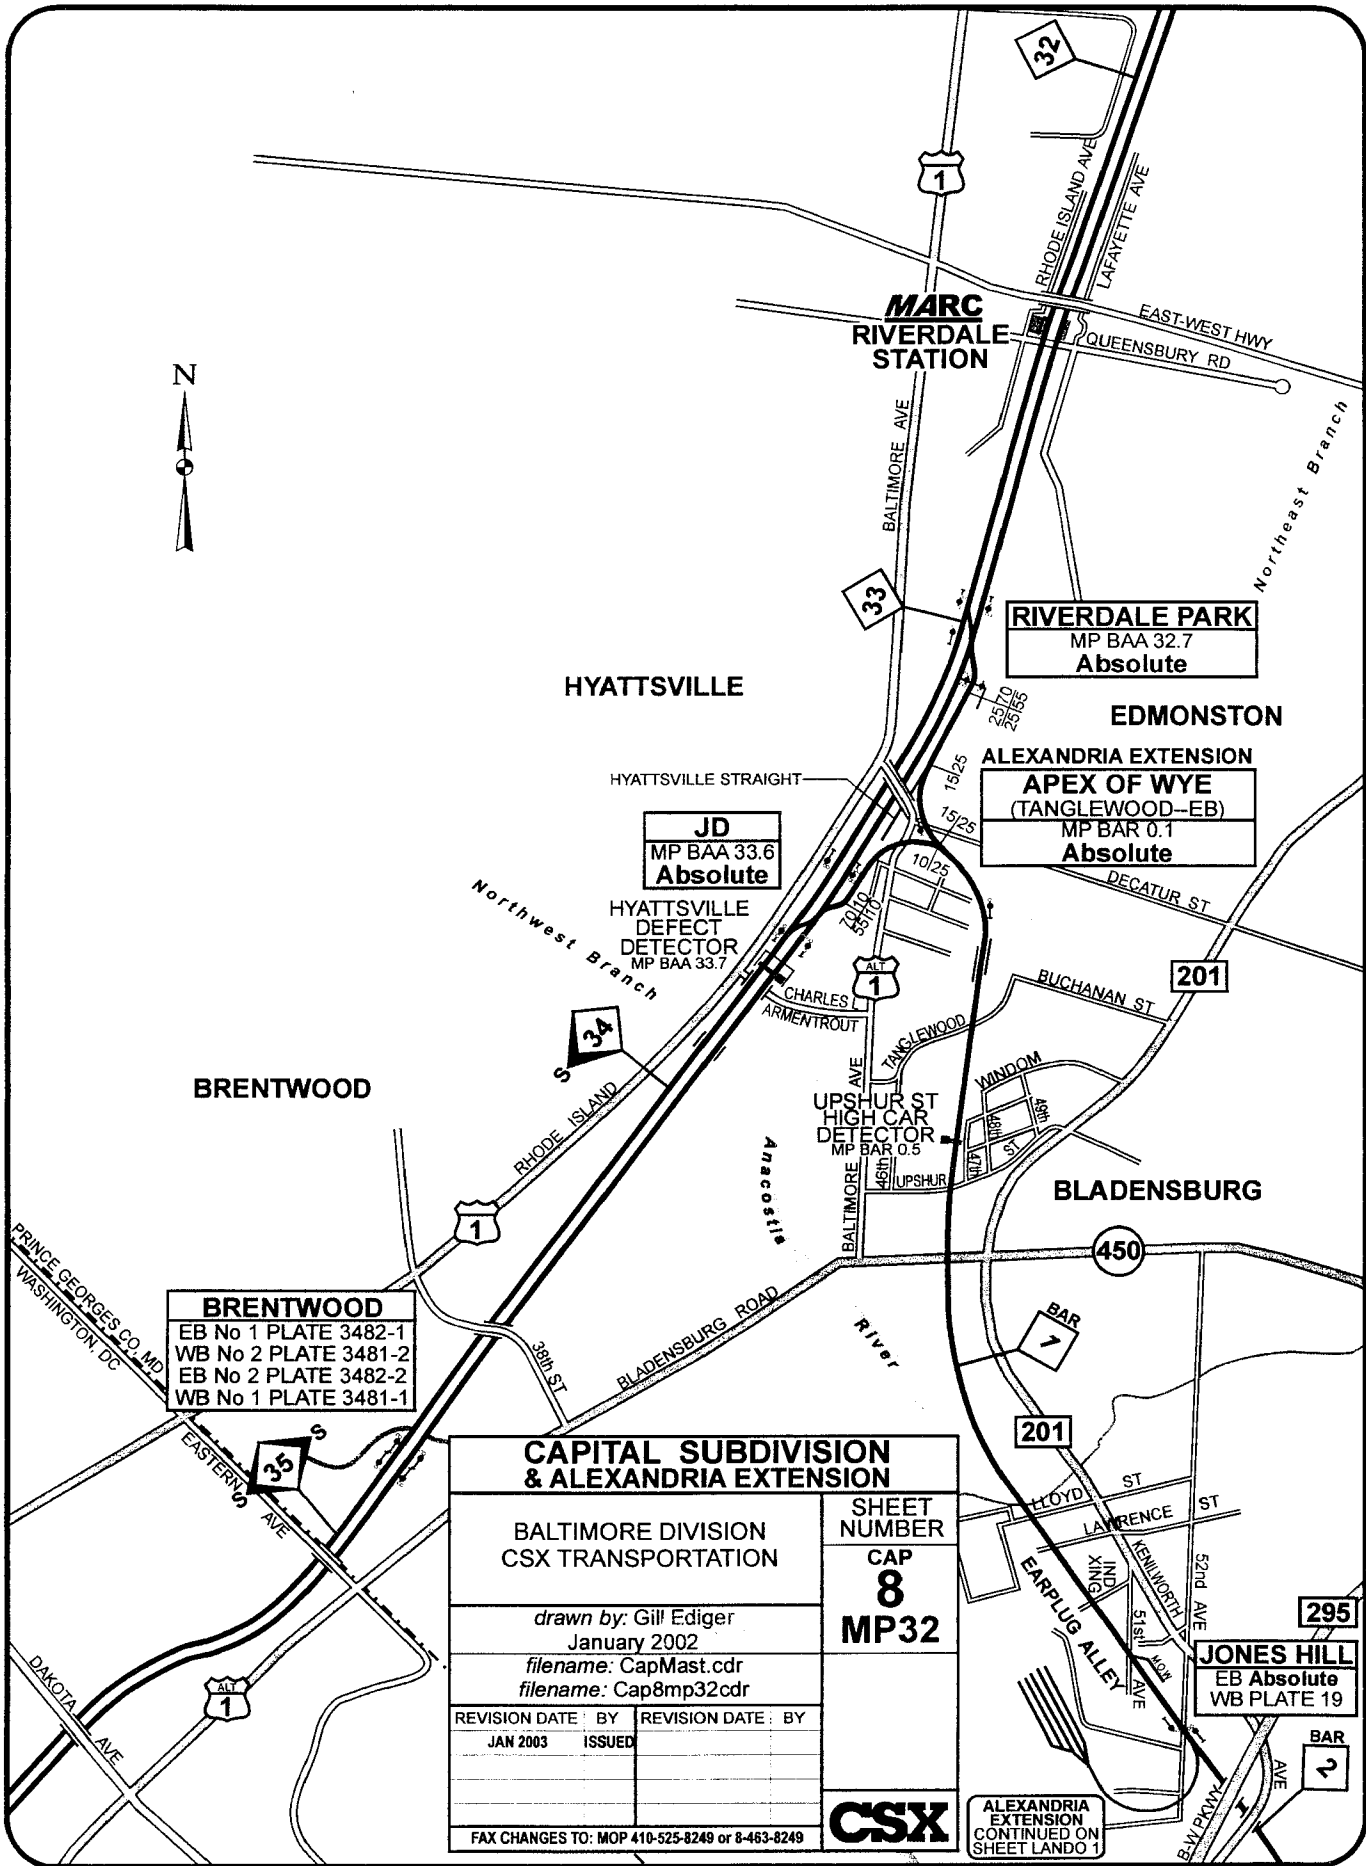 32
1
RHODE ISLAND AVE
LAFAYETTE AVE
MARC
RIVERDALE
STATION
EAST-WEST HWY
QUEENSBURY RD
N
BALTIMORE AVE
Northeast Branch
33
RIVERDALE PARK
MP BAA 32.7
Absolute
HYATTSVILLE
25|70
25|55
EDMONSTON
HYATTSVILLE STRAIGHT
15|25
ALEXANDRIA EXTENSION
APEX OF WYE
(TANGLEWOOD--EB)
MP BAR 0.1
Absolute
JD
MP BAA 33.6
Absolute
15|25
10|25
DECATUR ST
Northwest Branch
HYATTSVILLE
DEFECT
DETECTOR
MP BAA 33.7
70|10
55|10
ALT
1
201
BUCHANAN ST
CHARLES L
ARMENTROUT
34
S
TANGLEWOOD
BRENTWOOD
RHODE ISLAND
WINDOM
UPSHUR ST
HIGH CAR
DETECTOR
MP BAR 0.5
48th
49th
47th
ST
46th
UPSHUR
BALTIMORE AVE
Anacostia
River
BLADENSBURG
1
450
PRINCE GEORGES CO, MD
WASHINGTON, DC
BRENTWOOD
EB No 1 PLATE 3482-1
WB No 2 PLATE 3481-2
EB No 2 PLATE 3482-2
WB No 1 PLATE 3481-1
38th ST
BLADENSBURG ROAD
BAR
1
201
EASTERN AVE
35
S
S
CAPITAL SUBDIVISION
& ALEXANDRIA EXTENSION
BALTIMORE DIVISION
CSX TRANSPORTATION
SHEET
NUMBER
CAP
8
MP32
drawn by: Gill Ediger
January 2002
filename: CapMast.cdr
filename: Cap8mp32cdr
REVISION DATE BY REVISION DATE BY
JAN 2003 ISSUED
FAX CHANGES TO: MOP 410-525-8249 or 8-463-8249
CSX
LLOYD ST
LAWRENCE ST
IND
XING
KENILWORTH AVE
52nd AVE
51st AVE
EARPLUG ALLEY
MOW
295
JONES HILL
EB Absolute
WB PLATE 19
BAR
2
B-W PKWY
I
ALEXANDRIA
EXTENSION
CONTINUED ON
SHEET LANDO 1
DAKOTA AVE
ALT
1